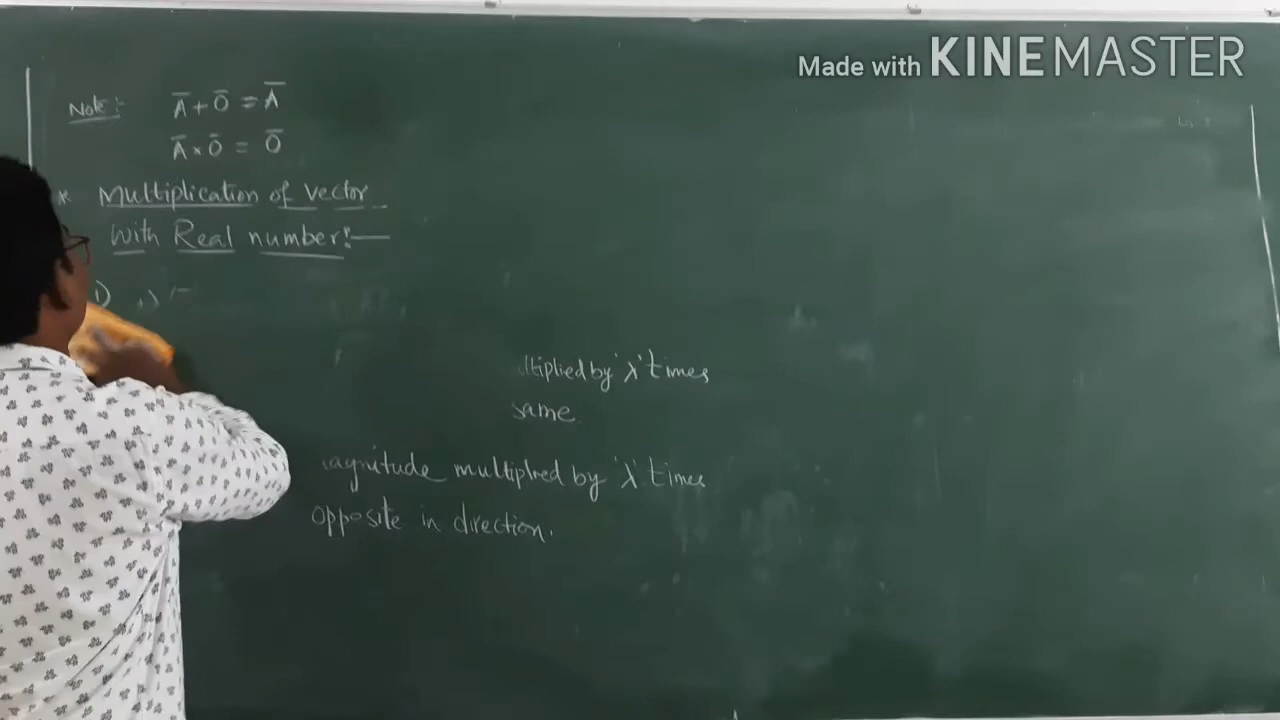 Made with KINEMASTER
Note:- Ā + Ō = Ā
Ā × Ō = Ō
* Multiplication of vector
with Real number:—
ltiplied by 'λ' times
same
agnitude multiplied by 'λ' times
opposite in direction.